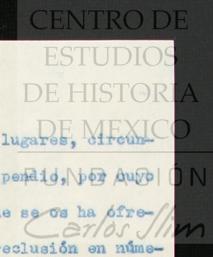 CENTRO DE
ESTUDIOS
DE HISTORIA
DE MEXICO
lugares, circun-
FUNDACIÓN
pendio, por cuyo
se os ha ofre-
Carlos Slim
reclusión en núme-